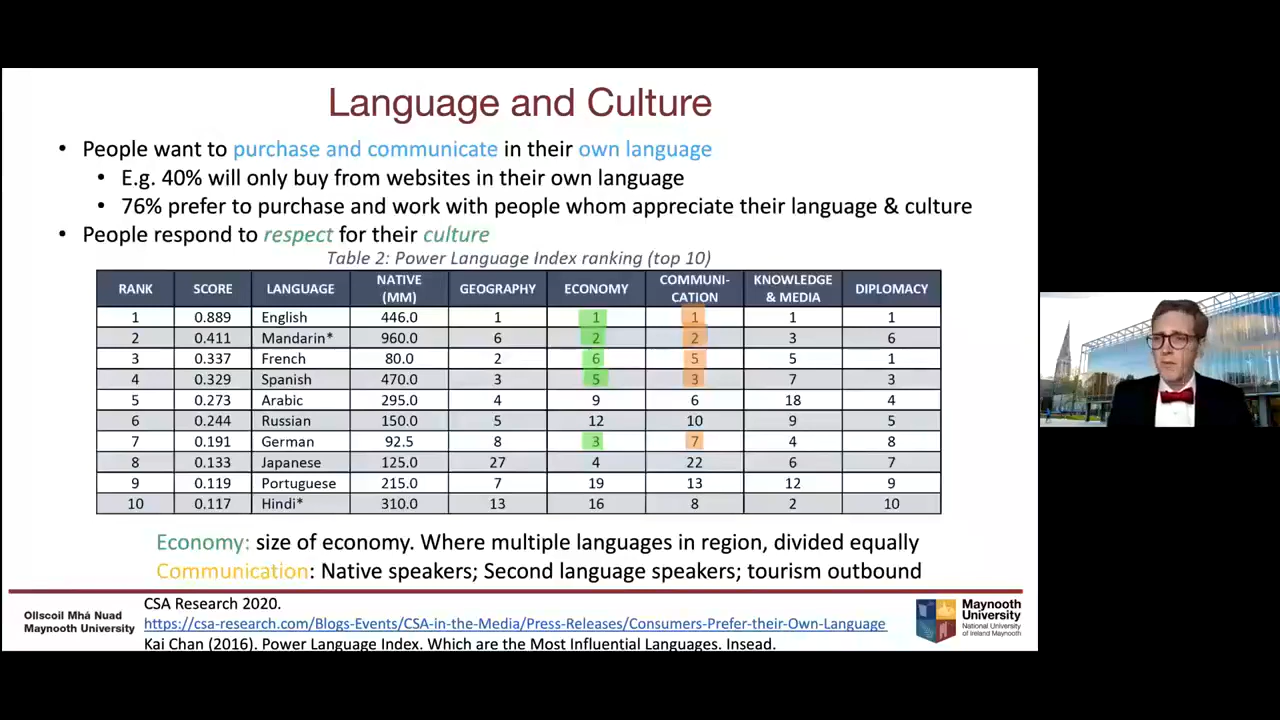 Language and Culture
• People want to purchase and communicate in their own language
• E.g. 40% will only buy from websites in their own language
• 76% prefer to purchase and work with people whom appreciate their language & culture
• People respond to respect for their culture
Table 2: Power Language Index ranking (top 10)
RANK SCORE LANGUAGE NATIVE (MM) GEOGRAPHY ECONOMY COMMUNI-CATION KNOWLEDGE & MEDIA DIPLOMACY
1 0.889 English 446.0 1 1 1 1 1
2 0.411 Mandarin* 960.0 6 2 2 3 6
3 0.337 French 80.0 2 6 5 5 1
4 0.329 Spanish 470.0 3 5 3 7 3
5 0.273 Arabic 295.0 4 9 6 18 4
6 0.244 Russian 150.0 5 12 10 9 5
7 0.191 German 92.5 8 3 7 4 8
8 0.133 Japanese 125.0 27 4 22 6 7
9 0.119 Portuguese 215.0 7 19 13 12 9
10 0.117 Hindi* 310.0 13 16 8 2 10
Economy: size of economy. Where multiple languages in region, divided equally
Communication: Native speakers; Second language speakers; tourism outbound
Ollscoil Mhá Nuad
Maynooth University
CSA Research 2020.
https://csa-research.com/Blogs-Events/CSA-in-the-Media/Press-Releases/Consumers-Prefer-their-Own-Language
Kai Chan (2016). Power Language Index. Which are the Most Influential Languages. Insead.
Maynooth
University
National University
of Ireland Maynooth